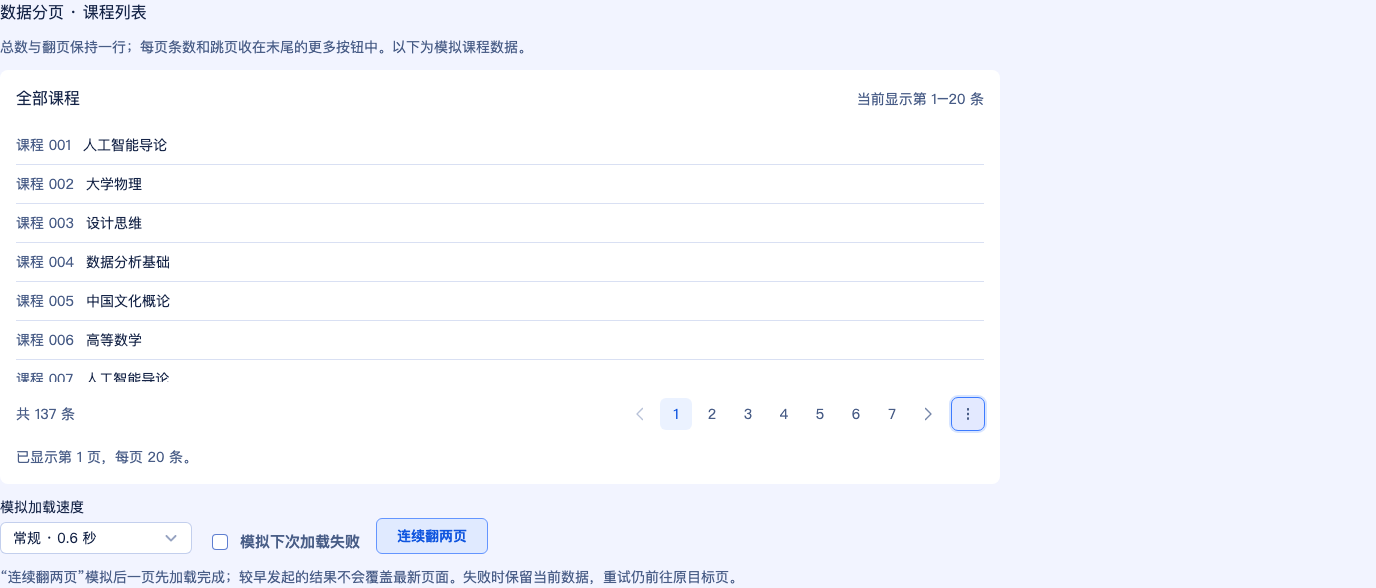 数据分页 · 课程列表
总数与翻页保持一行；每页条数和跳页收在末尾的更多按钮中。以下为模拟课程数据。
全部课程
当前显示第 1—20 条
课程 001 人工智能导论
课程 002 大学物理
课程 003 设计思维
课程 004 数据分析基础
课程 005 中国文化概论
课程 006 高等数学
课程 007 人工智能导论
共 137 条
1 2 3 4 5 6 7
已显示第 1 页，每页 20 条。
模拟加载速度
常规 · 0.6 秒
模拟下次加载失败
连续翻两页
“连续翻两页”模拟后一页先加载完成；较早发起的结果不会覆盖最新页面。失败时保留当前数据，重试仍前往原目标页。